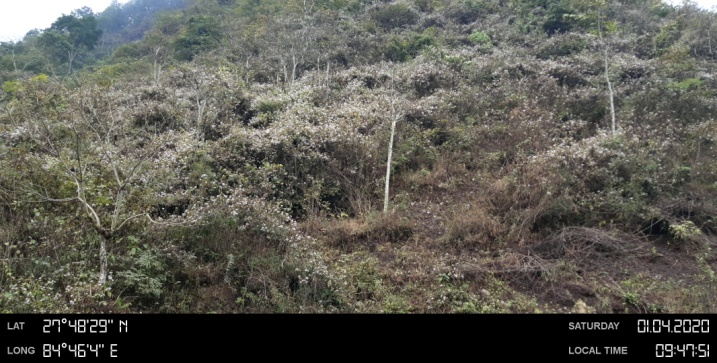 LAT 27°48'29" N
LONG 84°46'4" E
SATURDAY 01.04.2020
LOCAL TIME 09:47:51